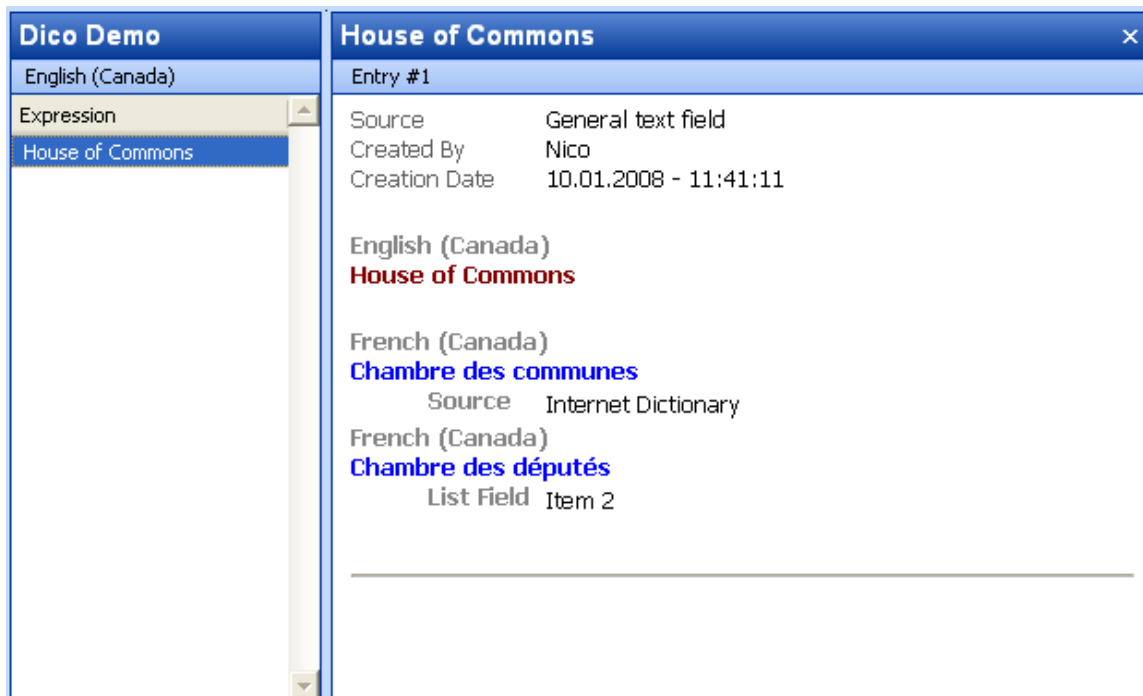 Dico Demo
English (Canada)
Expression
House of Commons
House of Commons
Entry #1
Source General text field
Created By Nico
Creation Date 10.01.2008 - 11:41:11
English (Canada)
House of Commons
French (Canada)
Chambre des communes
Source Internet Dictionary
French (Canada)
Chambre des députés
List Field Item 2